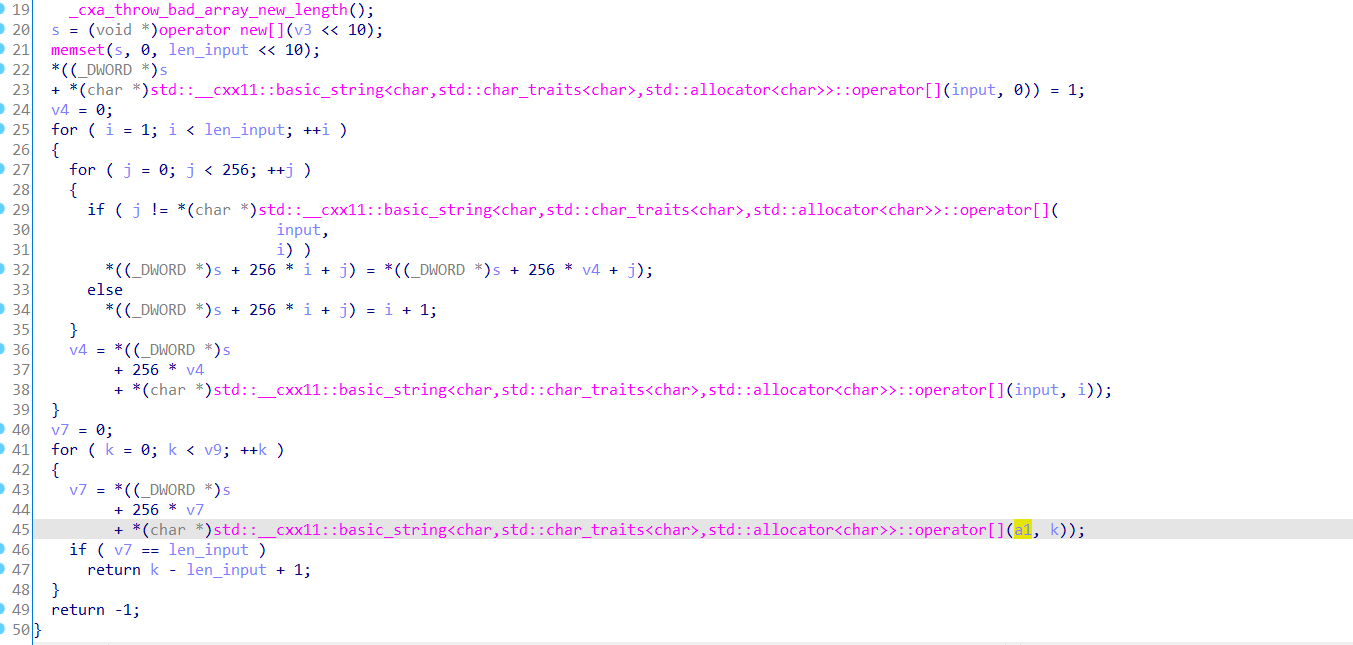 19 _cxa_throw_bad_array_new_length();
20 s = (void *)operator new[](v3 << 10);
21 memset(s, 0, len_input << 10);
22 *((_DWORD *)s
23 + *(char *)std::__cxx11::basic_string<char,std::char_traits<char>,std::allocator<char>>::operator[](input, 0)) = 1;
24 v4 = 0;
25 for ( i = 1; i < len_input; ++i )
26 {
27 for ( j = 0; j < 256; ++j )
28 {
29 if ( j != *(char *)std::__cxx11::basic_string<char,std::char_traits<char>,std::allocator<char>>::operator[](
30 input,
31 i) )
32 *((_DWORD *)s + 256 * i + j) = *((_DWORD *)s + 256 * v4 + j);
33 else
34 *((_DWORD *)s + 256 * i + j) = i + 1;
35 }
36 v4 = *((_DWORD *)s
37 + 256 * v4
38 + *(char *)std::__cxx11::basic_string<char,std::char_traits<char>,std::allocator<char>>::operator[](input, i));
39 }
40 v7 = 0;
41 for ( k = 0; k < v9; ++k )
42 {
43 v7 = *((_DWORD *)s
44 + 256 * v7
45 + *(char *)std::__cxx11::basic_string<char,std::char_traits<char>,std::allocator<char>>::operator[](a1, k));
46 if ( v7 == len_input )
47 return k - len_input + 1;
48 }
49 return -1;
50 }